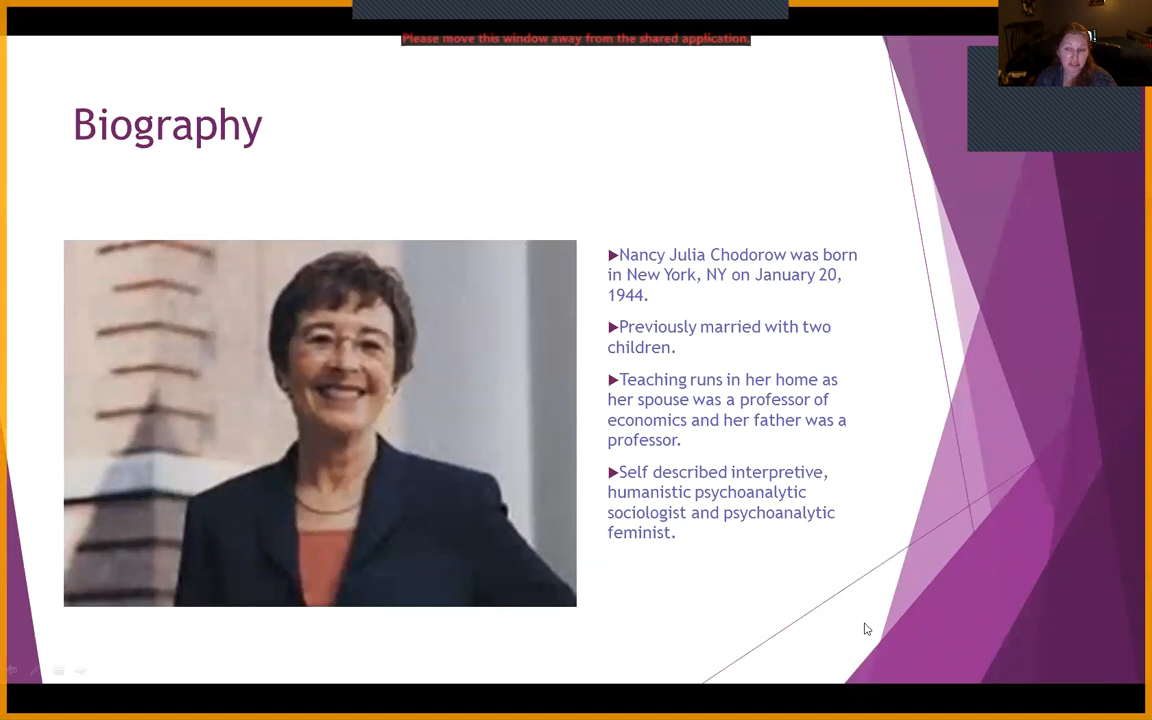 Please move this window away from the shared application.
Biography
▶Nancy Julia Chodorow was born
in New York, NY on January 20,
1944.
▶Previously married with two
children.
▶Teaching runs in her home as
her spouse was a professor of
economics and her father was a
professor.
▶Self described interpretive,
humanistic psychoanalytic
sociologist and psychoanalytic
feminist.